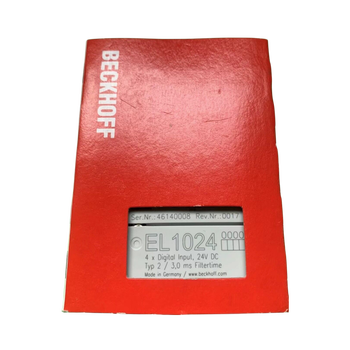 BECKHOFF
Ser.Nr.: 46140008 Rev.Nr.: 0017
EL1024
4 x Digital Input, 24V DC
Typ 2 / 3,0 ms Filtertime
Made in Germany / www.beckhoff.com